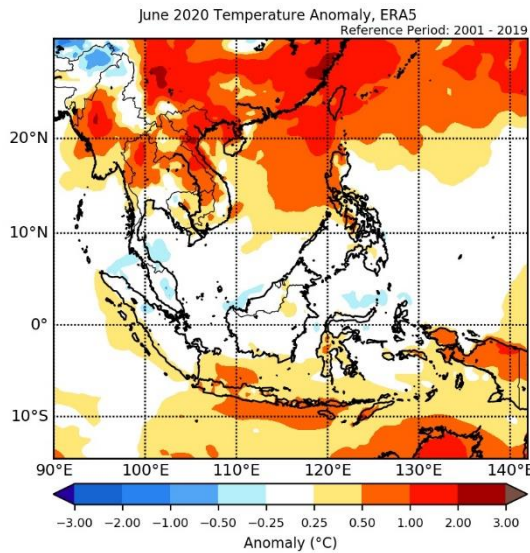 June 2020 Temperature Anomaly, ERA5
Reference Period: 2001 - 2019
20°N
10°N
0°
10°S
90°E 100°E 110°E 120°E 130°E 140°E
−3.00 −2.00 −1.00 −0.50 −0.25 0.25 0.50 1.00 2.00 3.00
Anomaly (°C)